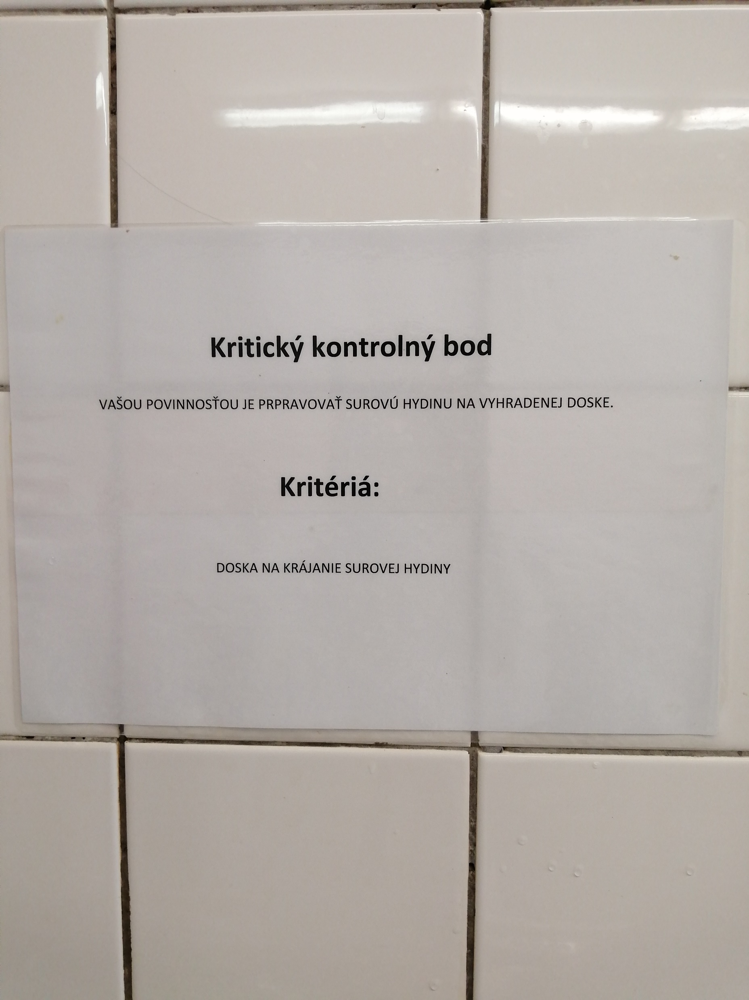 Kritický kontrolný bod
VAŠOU POVINNOSŤOU JE PRPRAVOVAŤ SUROVÚ HYDINU NA VYHRADENEJ DOSKE.
Kritériá:
DOSKA NA KRÁJANIE SUROVEJ HYDINY